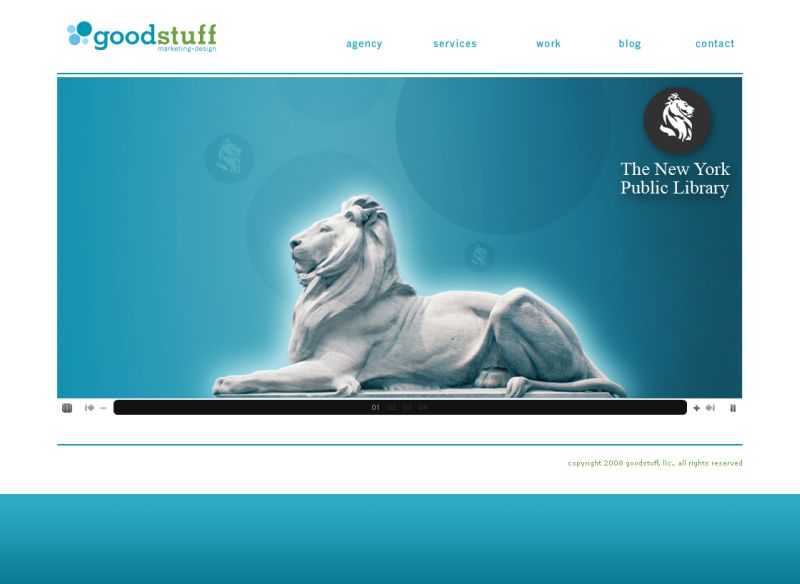 goodstuff
marketing+design
agency services work blog contact
The New York
Public Library
01 02 03 04
copyright 2008 goodstuff, llc., all rights reserved